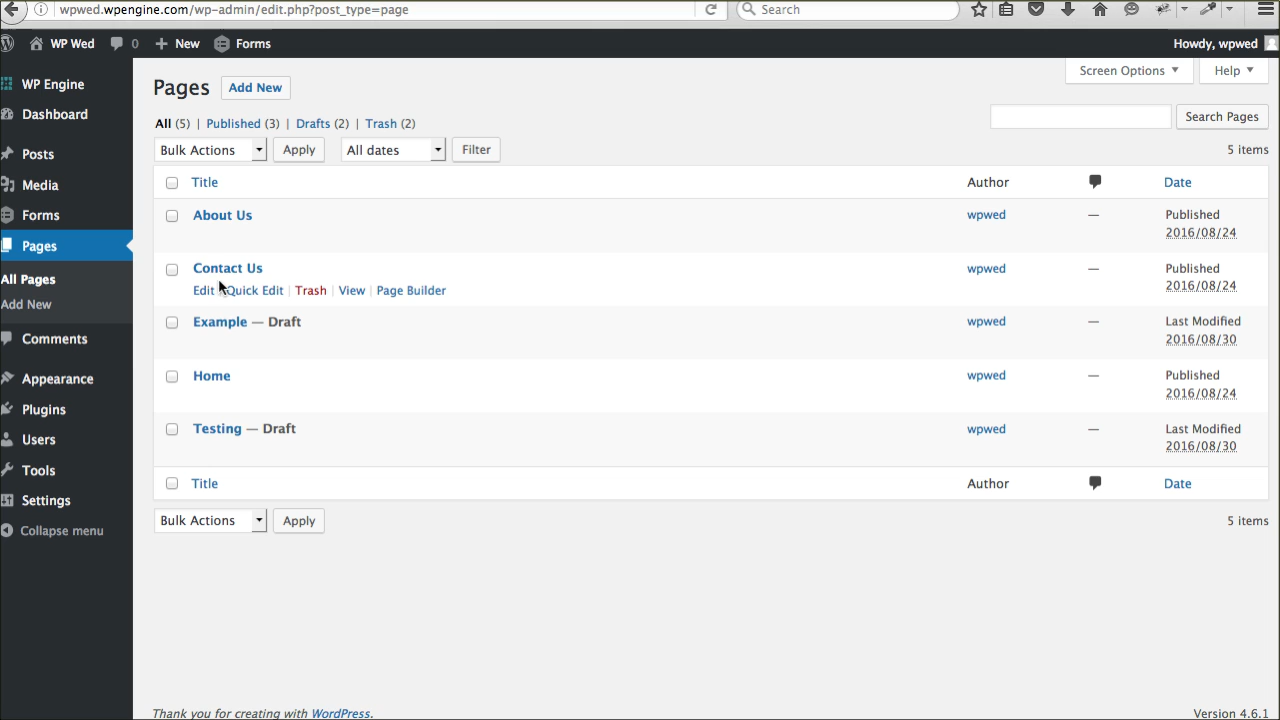 wpwed.wpengine.com/wp-admin/edit.php?post_type=page
Search
WP Wed
0
New
Forms
Howdy, wpwed
WP Engine
Dashboard
Posts
Media
Forms
Pages
All Pages
Add New
Comments
Appearance
Plugins
Users
Tools
Settings
Collapse menu
Screen Options
Help
Pages
Add New
All (5) | Published (3) | Drafts (2) | Trash (2)
Search Pages
Bulk Actions
Apply
All dates
Filter
5 items
Title
Author
Date
About Us
wpwed
—
Published
2016/08/24
Contact Us
wpwed
—
Published
2016/08/24
Edit | Quick Edit | Trash | View | Page Builder
Example — Draft
wpwed
—
Last Modified
2016/08/30
Home
wpwed
—
Published
2016/08/24
Testing — Draft
wpwed
—
Last Modified
2016/08/30
Title
Author
Date
Bulk Actions
Apply
5 items
Thank you for creating with WordPress.
Version 4.6.1